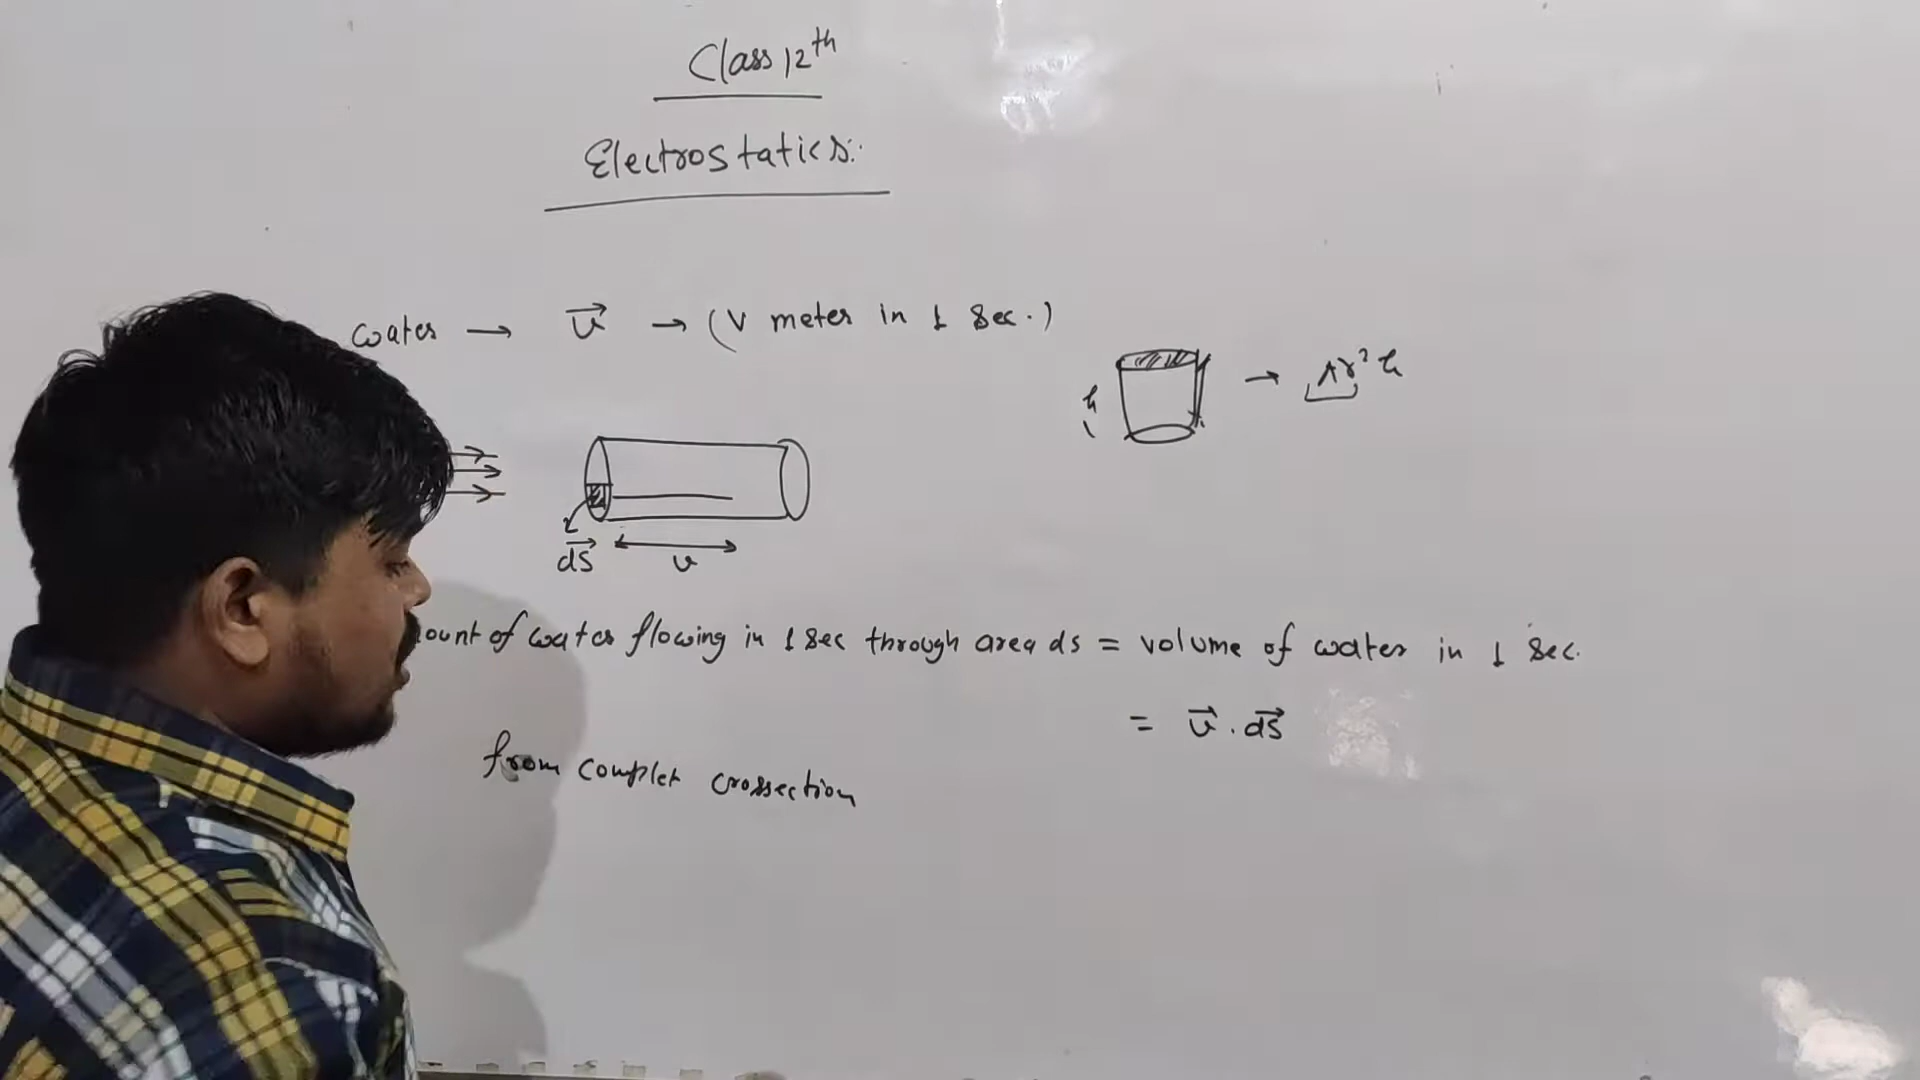 Class 12th
Electrostatics:
water → v⃗ → (V meter in 1 Sec.)
h → πr² h
ds⃗ v
ount of water flowing in 1 sec through area ds = volume of water in 1 Sec.
= v⃗ . ds⃗
from complet crossection